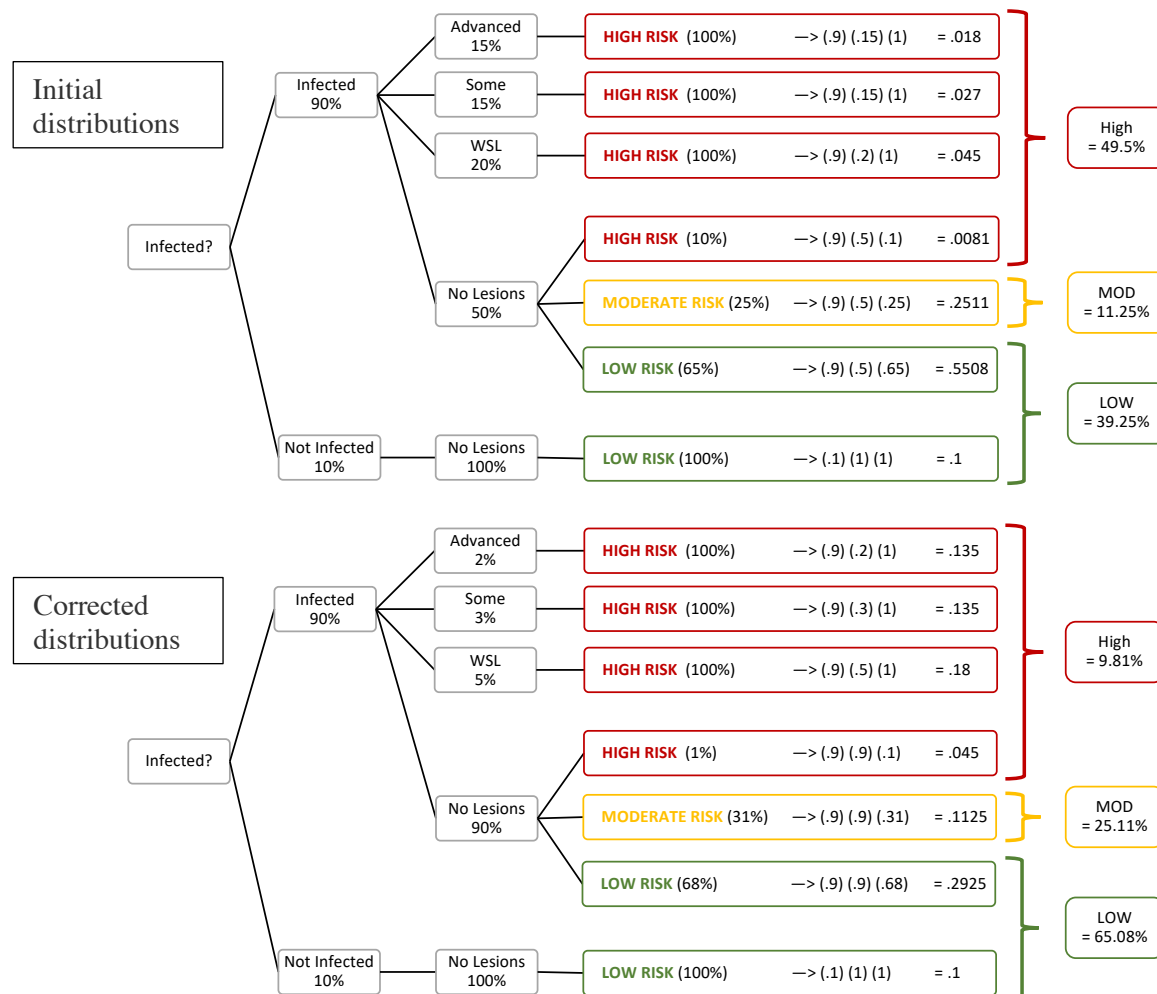 Initial
distributions
Infected?
Infected
90%
Advanced
15%
HIGH RISK (100%) —> (.9) (.15) (1) = .018
Some
15%
HIGH RISK (100%) —> (.9) (.15) (1) = .027
WSL
20%
HIGH RISK (100%) —> (.9) (.2) (1) = .045
No Lesions
50%
HIGH RISK (10%) —> (.9) (.5) (.1) = .0081
MODERATE RISK (25%) —> (.9) (.5) (.25) = .2511
LOW RISK (65%) —> (.9) (.5) (.65) = .5508
Not Infected
10%
No Lesions
100%
LOW RISK (100%) —> (.1) (1) (1) = .1
High
= 49.5%
MOD
= 11.25%
LOW
= 39.25%
Corrected
distributions
Infected?
Infected
90%
Advanced
2%
HIGH RISK (100%) —> (.9) (.2) (1) = .135
Some
3%
HIGH RISK (100%) —> (.9) (.3) (1) = .135
WSL
5%
HIGH RISK (100%) —> (.9) (.5) (1) = .18
No Lesions
90%
HIGH RISK (1%) —> (.9) (.9) (.1) = .045
MODERATE RISK (31%) —> (.9) (.9) (.31) = .1125
LOW RISK (68%) —> (.9) (.9) (.68) = .2925
Not Infected
10%
No Lesions
100%
LOW RISK (100%) —> (.1) (1) (1) = .1
High
= 9.81%
MOD
= 25.11%
LOW
= 65.08%